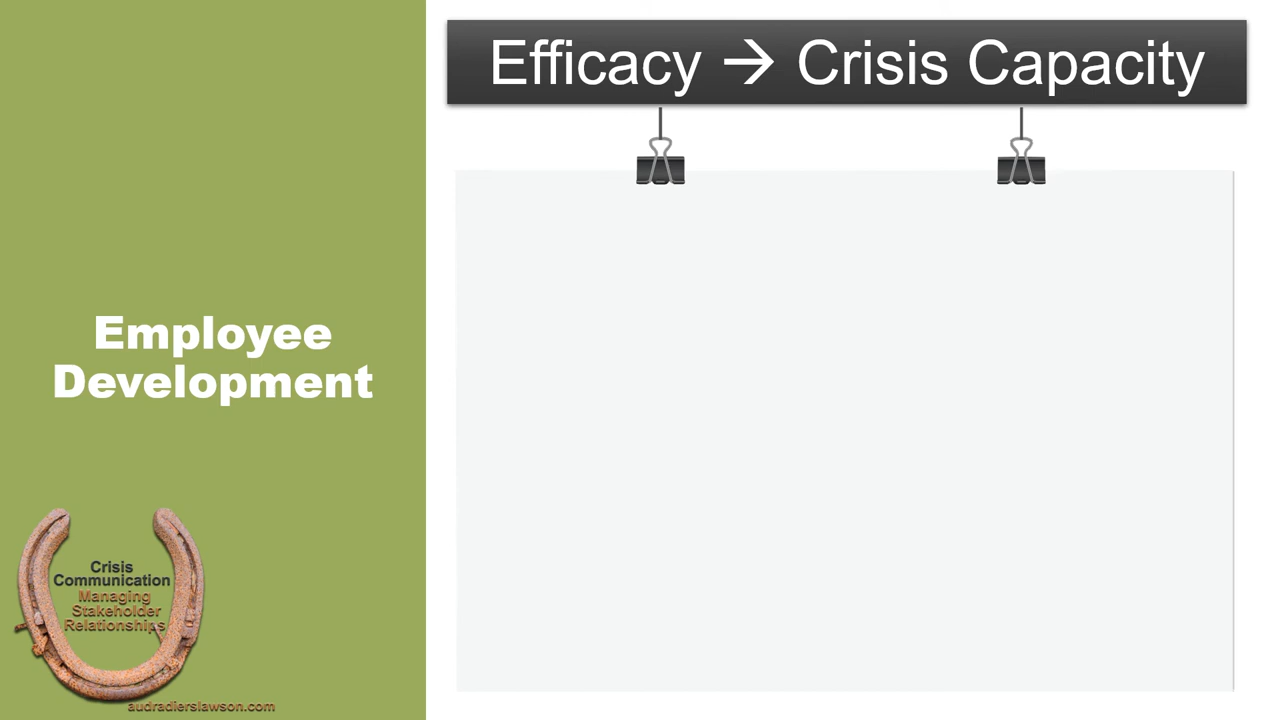 Efficacy → Crisis Capacity
Employee
Development
Crisis
Communication
Managing
Stakeholder
Relationships
audradierslawson.com